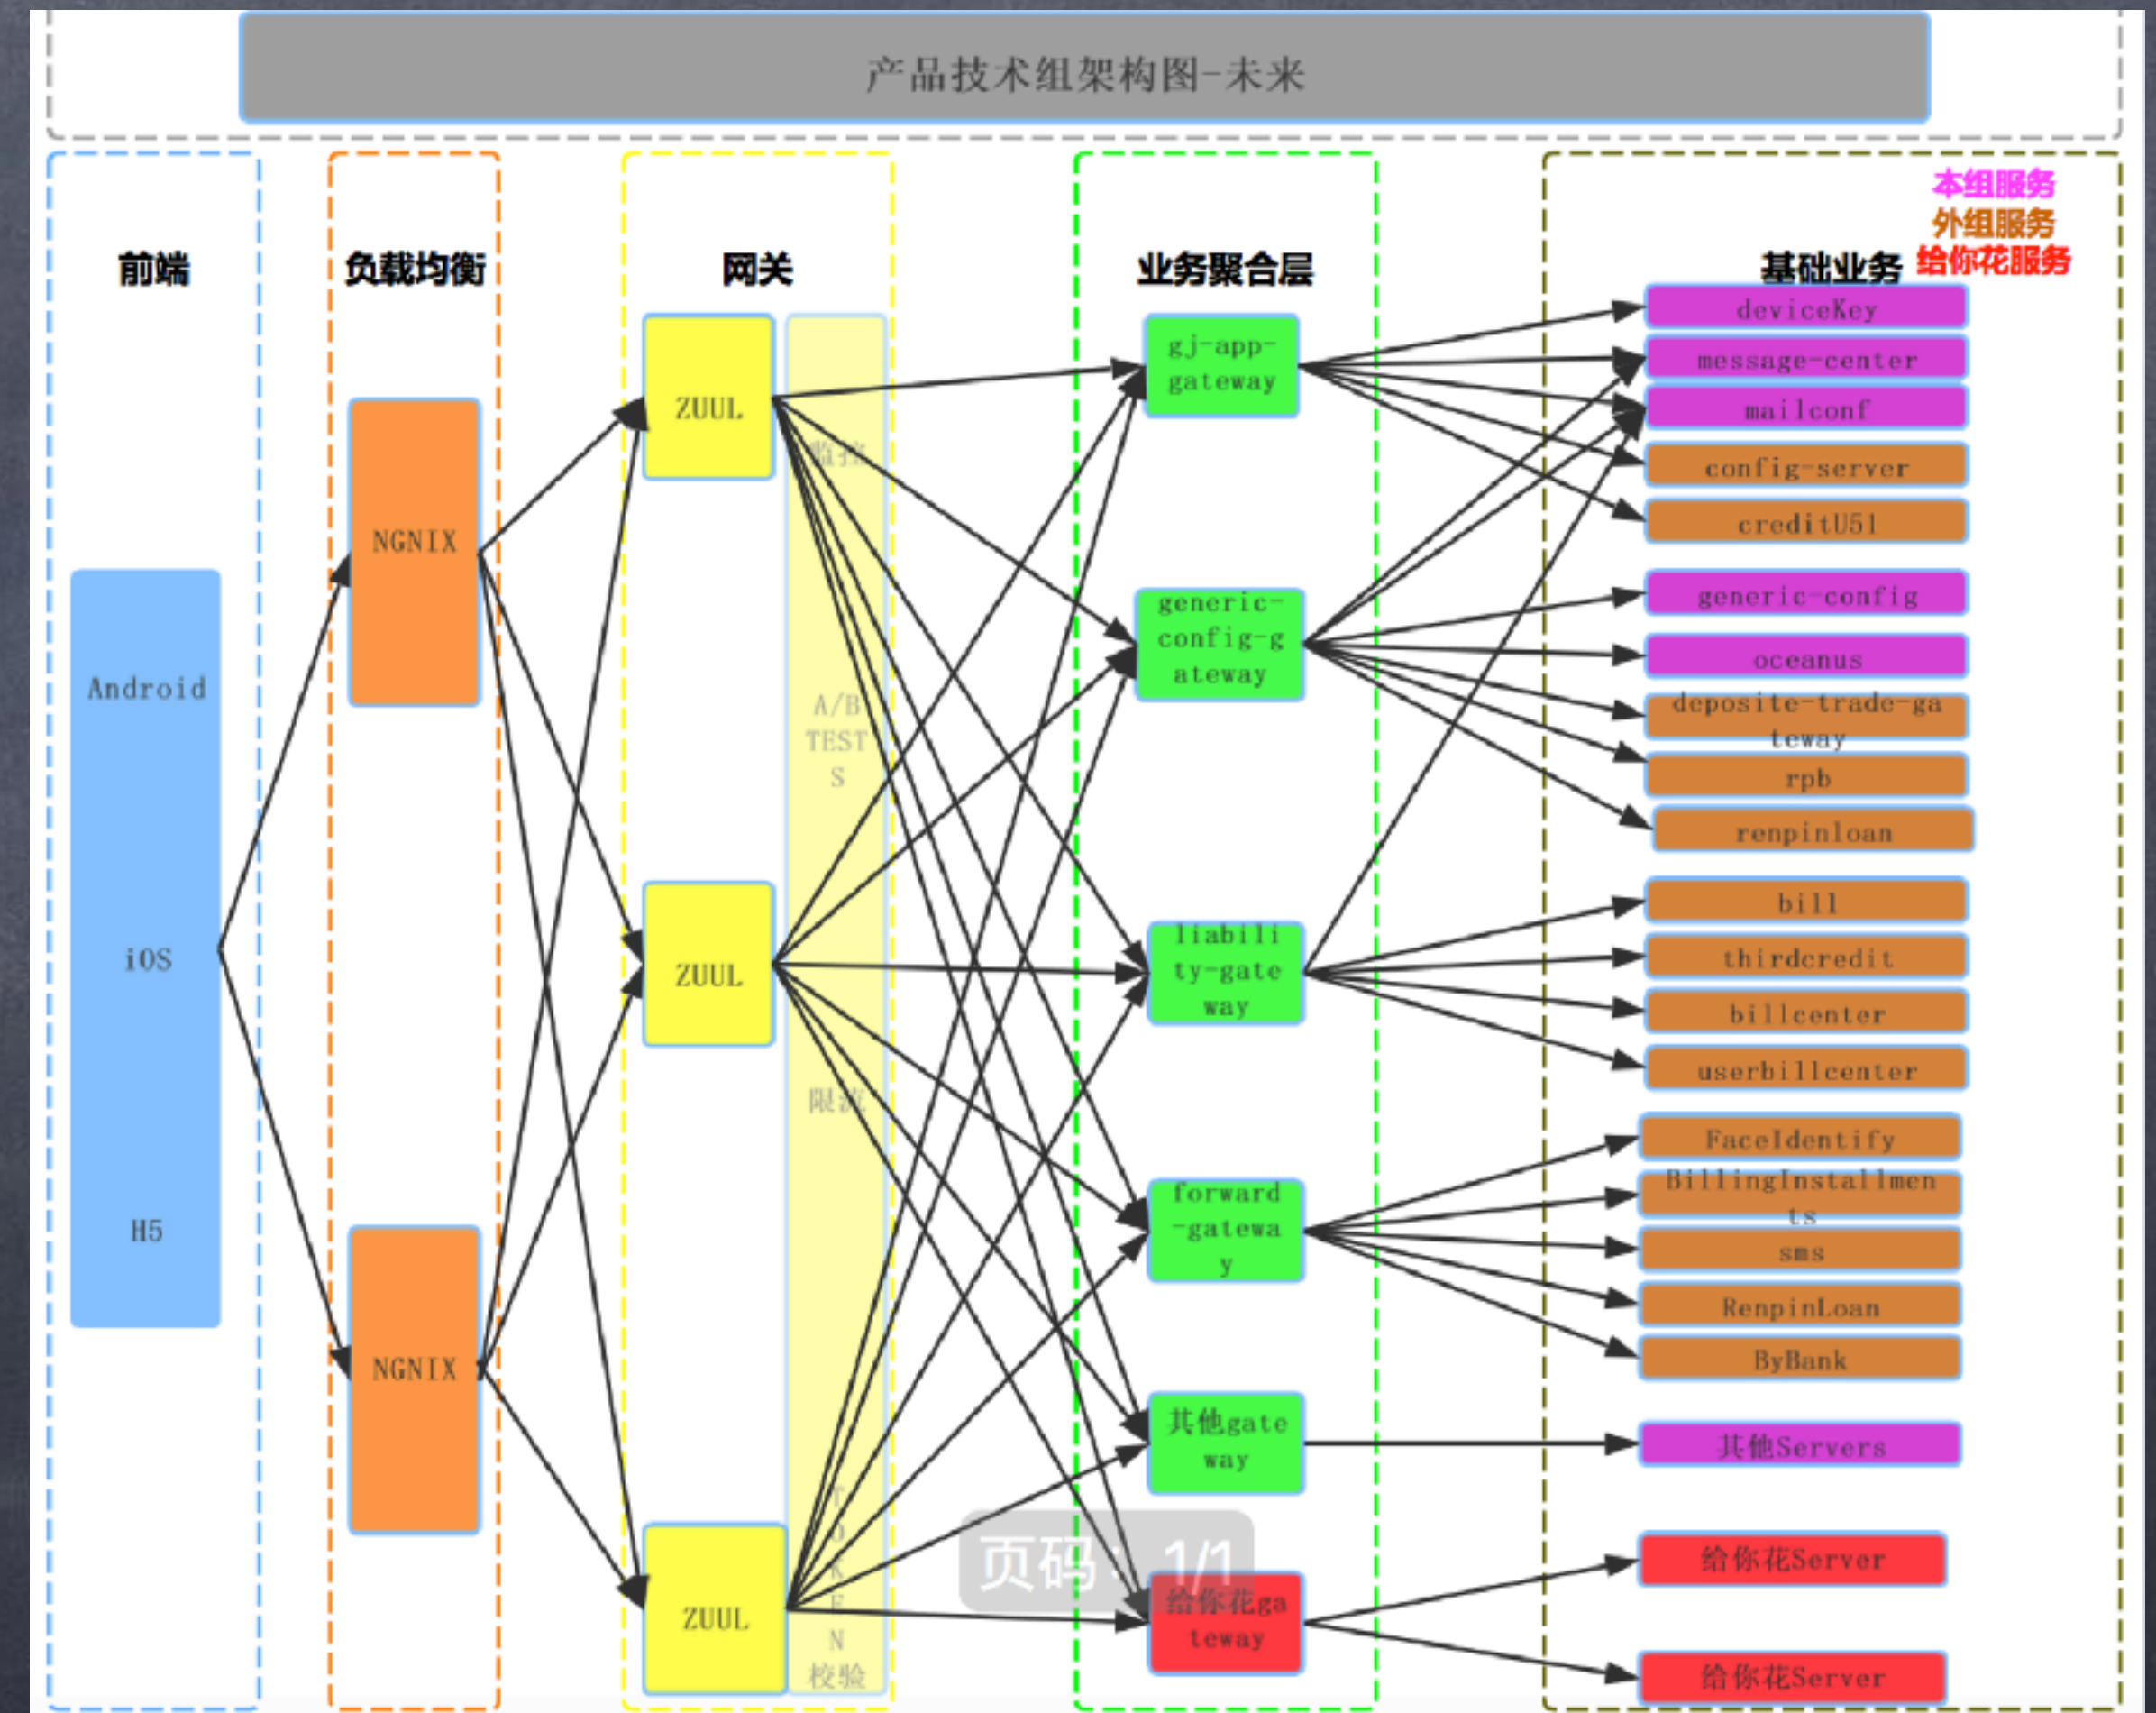 产品技术组架构图-未来
本组服务
外组服务
给你花服务
前端
负载均衡
网关
业务聚合层
基础业务
Android
iOS
H5
NGNIX
NGNIX
ZUUL
ZUUL
ZUUL
监控
A/B
TEST
S
限流
T
O
K
E
N
校验
gj-app-
gateway
generic-
config-g
ateway
liabili
ty-gate
way
forward
-gatewa
y
其他gate
way
给你花ga
teway
deviceKey
message-center
mailconf
config-server
creditU51
generic-config
oceanus
deposite-trade-ga
teway
rpb
renpinloan
bill
thirdcredit
billcenter
userbillcenter
FaceIdentify
BillingInstallmen
ts
sms
RenpinLoan
ByBank
其他Servers
给你花Server
给你花Server
页码: 1/1